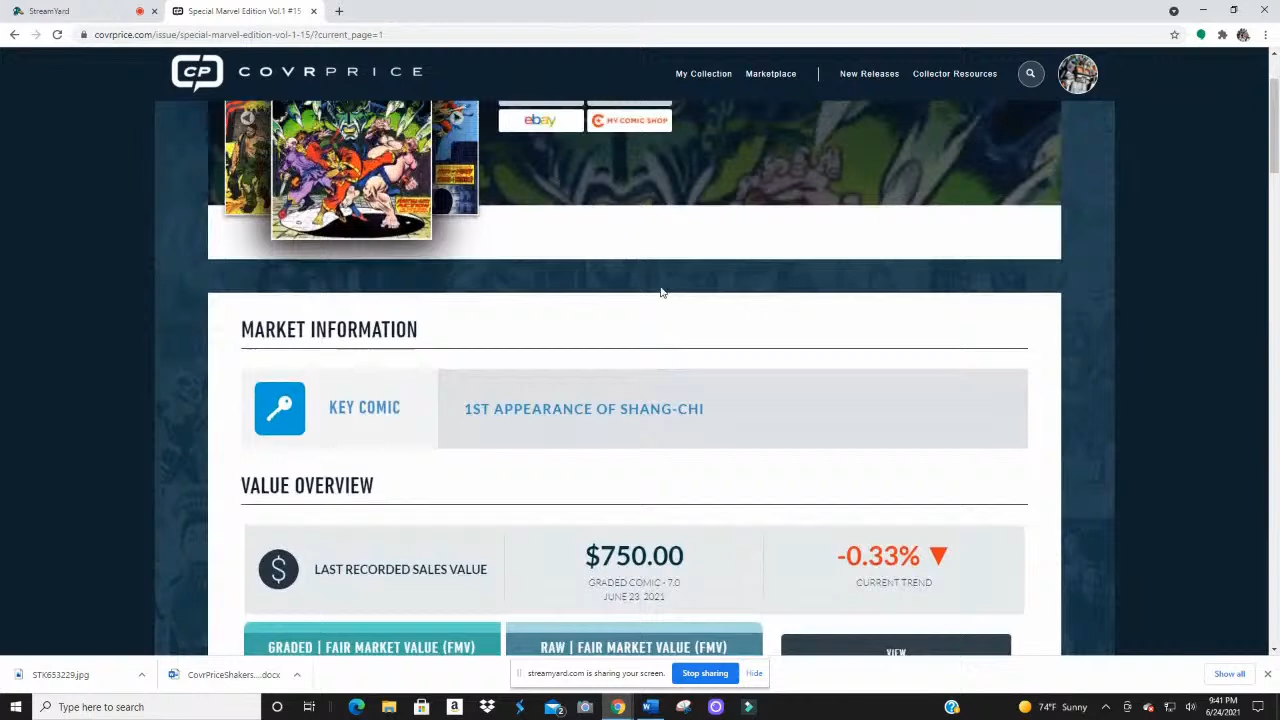 StreamYard
Special Marvel Edition Vol.1 #15
covrprice.com/issue/special-marvel-edition-vol-1-15/?current_page=1
CP COVRPRICE
My Collection Marketplace New Releases Collector Resources
ebay MY COMIC SHOP
MARKET INFORMATION
KEY COMIC 1ST APPEARANCE OF SHANG-CHI
VALUE OVERVIEW
LAST RECORDED SALES VALUE
$750.00
GRADED COMIC - 7.0
JUNE 23, 2021
-0.33% ▼
CURRENT TREND
GRADED | FAIR MARKET VALUE (FMV) RAW | FAIR MARKET VALUE (FMV) VIEW
STK653229.jpg CovrPriceShakers....docx streamyard.com is sharing your screen. Stop sharing Hide Show all
Type here to search 2 74°F Sunny 9:41 PM
6/24/2021